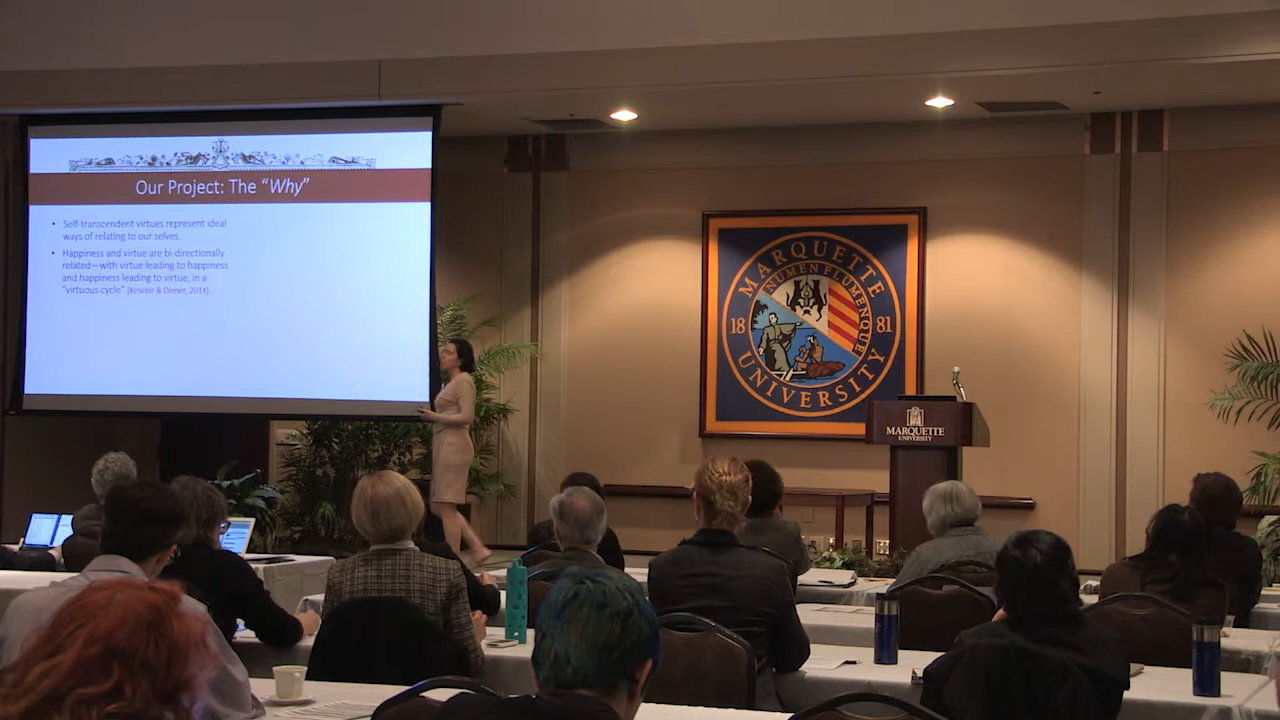 Our Project: The "Why"
• Self-transcendent virtues represent ideal
ways of relating to our selves.
• Happiness and virtue are bi-directionally
related—with virtue leading to happiness
and happiness leading to virtue, in a
"virtuous cycle" (Kesebir & Diener, 2014).
MARQUETTE
NUMEN FLUMENQUE
18 81
UNIVERSITY
MARQUETTE
UNIVERSITY